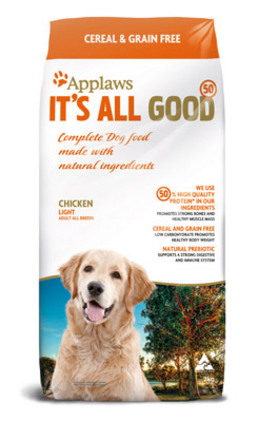 CEREAL & GRAIN FREE
Applaws
IT'S ALL GOOD
50
Complete Dog food
made with
natural ingredients
CHICKEN
LIGHT
ADULT ALL BREEDS
WE USE
50% HIGH QUALITY
PROTEIN* IN OUR
INGREDIENTS
PROMOTES STRONG BONES AND
HEALTHY MUSCLE MASS
CEREAL AND GRAIN FREE
LOW CARBOHYDRATE PROMOTES
HEALTHY BODY WEIGHT
NATURAL PREBIOTIC
SUPPORTS A STRONG DIGESTIVE
AND IMMUNE SYSTEM